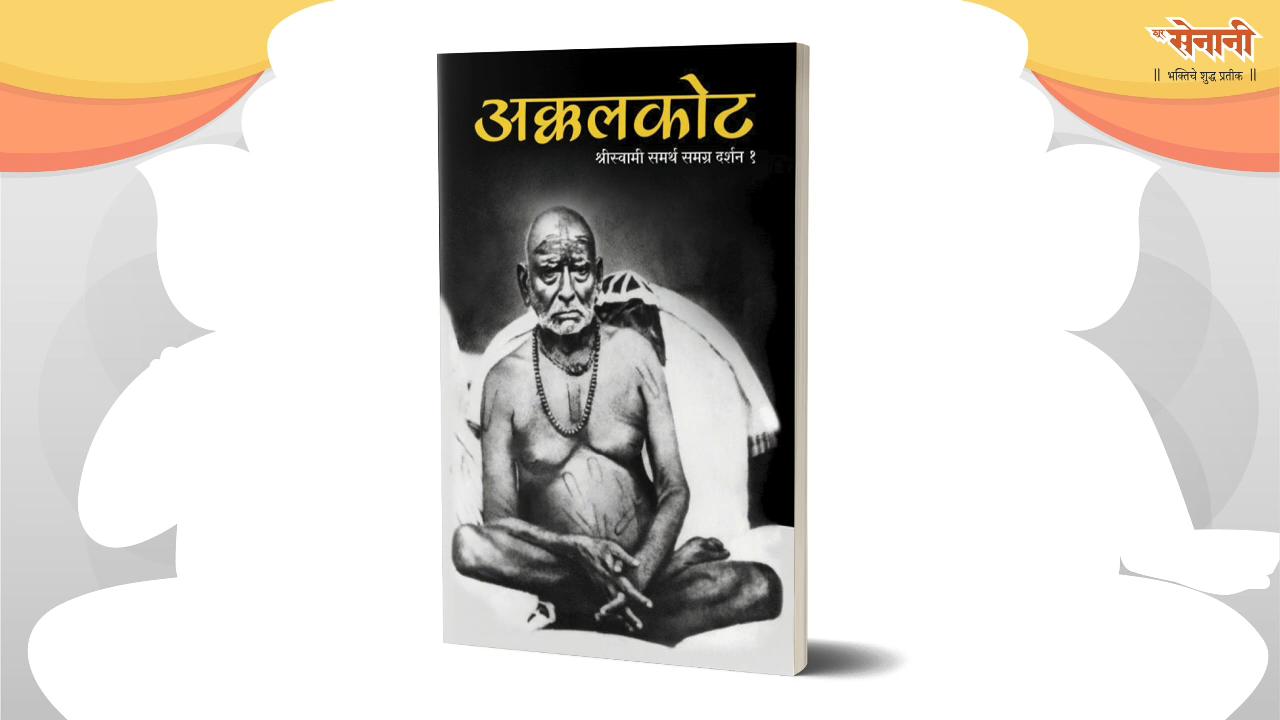 अक्कलकोट
श्रीस्वामी समर्थ समग्र दर्शन १
सेनानी
॥ भक्तिचे शुद्ध प्रतीक ॥